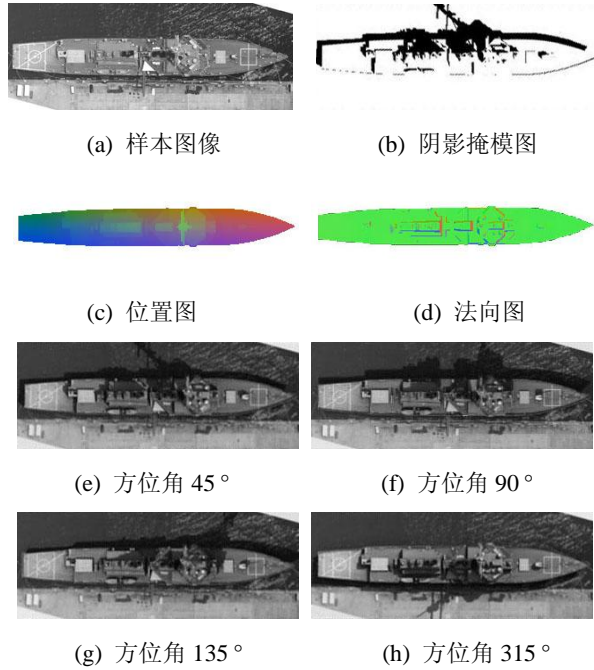 (a) 样本图像
(b) 阴影掩模图
(c) 位置图
(d) 法向图
(e) 方位角 45°
(f) 方位角 90°
(g) 方位角 135°
(h) 方位角 315°